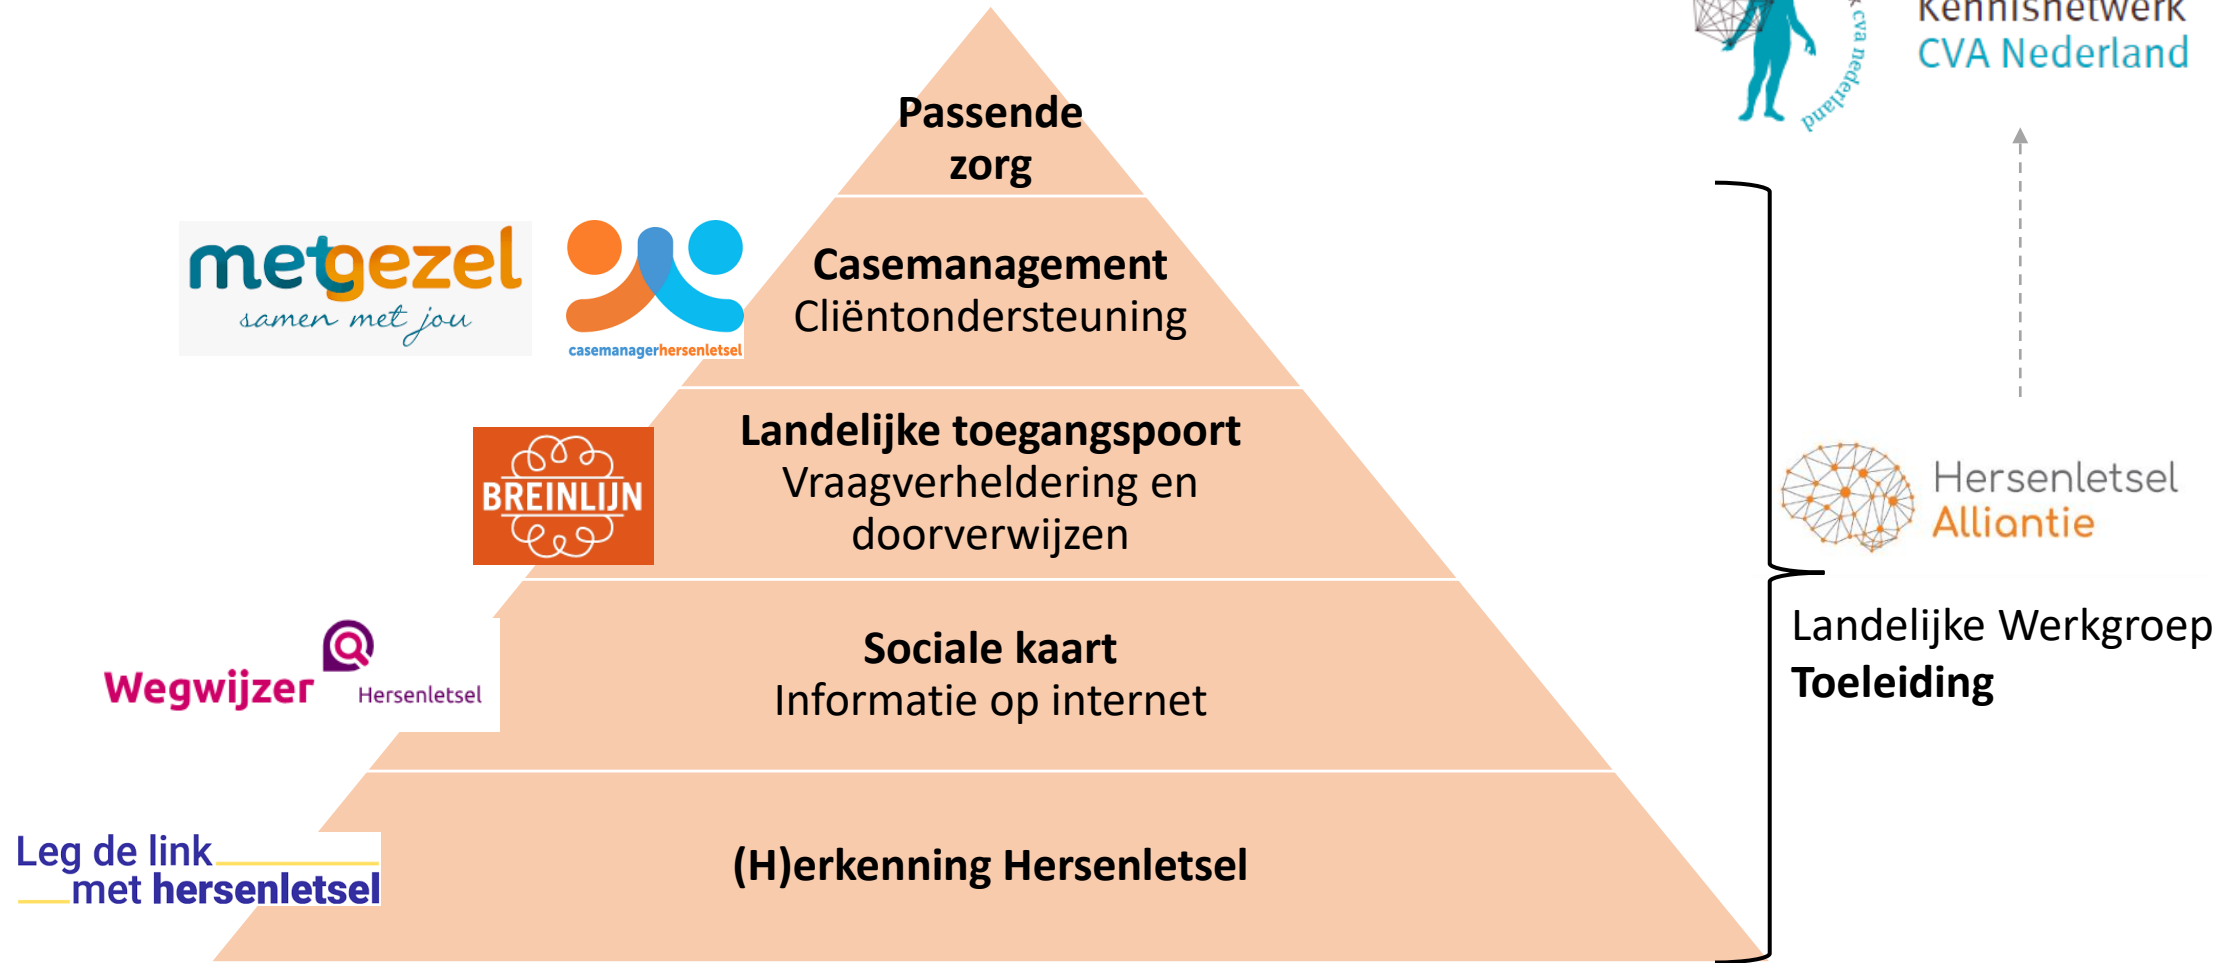 Kennisnetwerk
CVA Nederland
cva nederland
Passende
zorg
metgezel
samen met jou
casemanagerhersenletsel
Casemanagement
Cliëntondersteuning
BREINLIJN
Landelijke toegangspoort
Vraagverheldering en
doorverwijzen
Hersenletsel
Alliantie
Wegwijzer
Hersenletsel
Sociale kaart
Informatie op internet
Landelijke Werkgroep
Toeleiding
Leg de link
met hersenletsel
(H)erkenning Hersenletsel